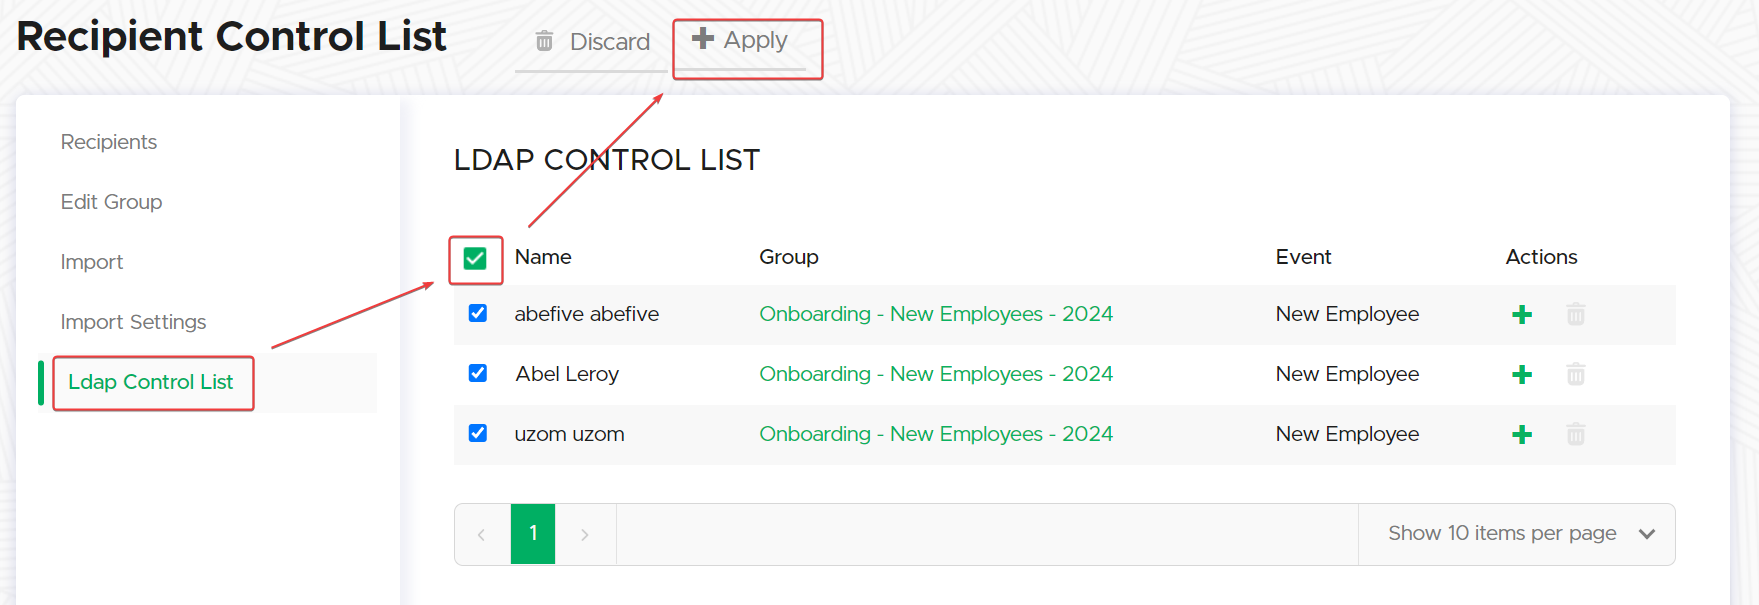 Recipient Control List
Discard
Apply
Recipients
Edit Group
Import
Import Settings
Ldap Control List
LDAP CONTROL LIST
Name Group Event Actions
abefive abefive Onboarding - New Employees - 2024 New Employee
Abel Leroy Onboarding - New Employees - 2024 New Employee
uzom uzom Onboarding - New Employees - 2024 New Employee
1
Show 10 items per page